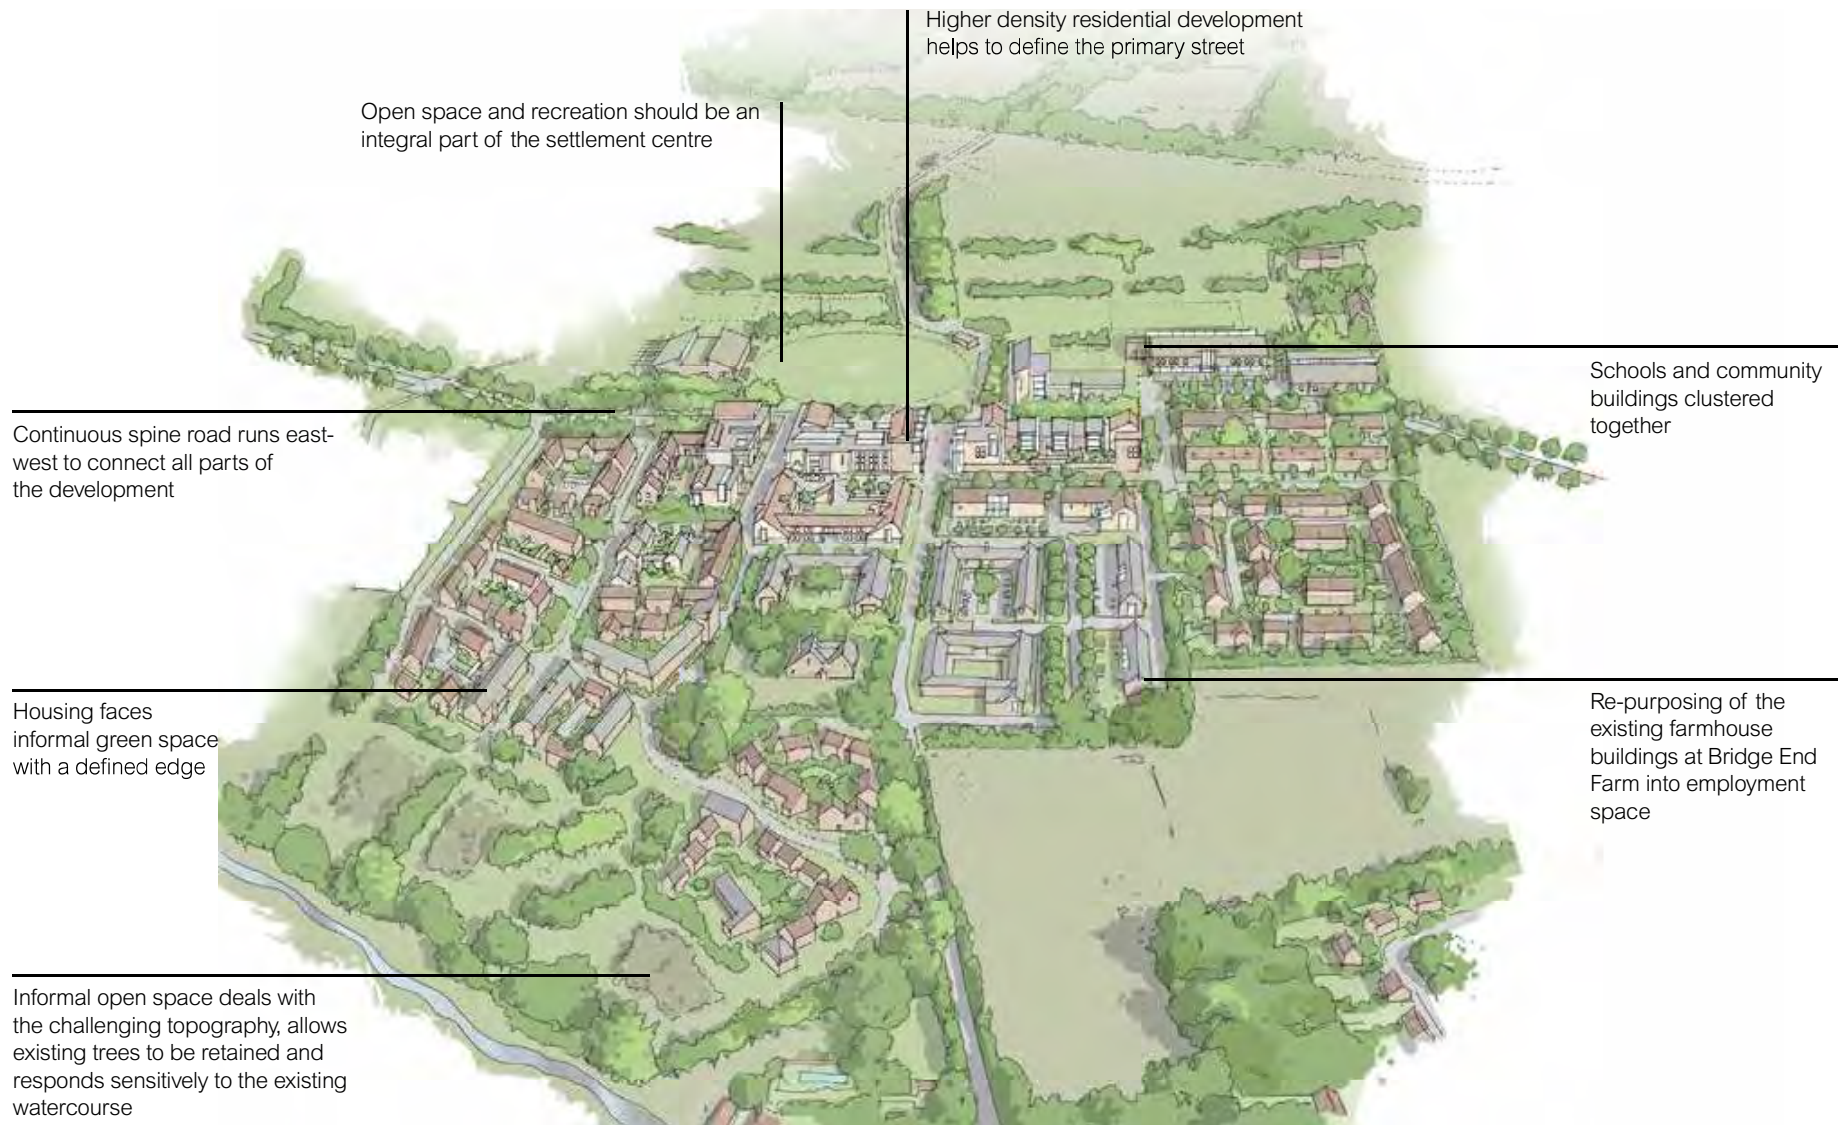 Higher density residential development
helps to define the primary street
Open space and recreation should be an
integral part of the settlement centre
Schools and community
buildings clustered
together
Continuous spine road runs east-
west to connect all parts of
the development
Housing faces
informal green space
with a defined edge
Re-purposing of the
existing farmhouse
buildings at Bridge End
Farm into employment
space
Informal open space deals with
the challenging topography, allows
existing trees to be retained and
responds sensitively to the existing
watercourse